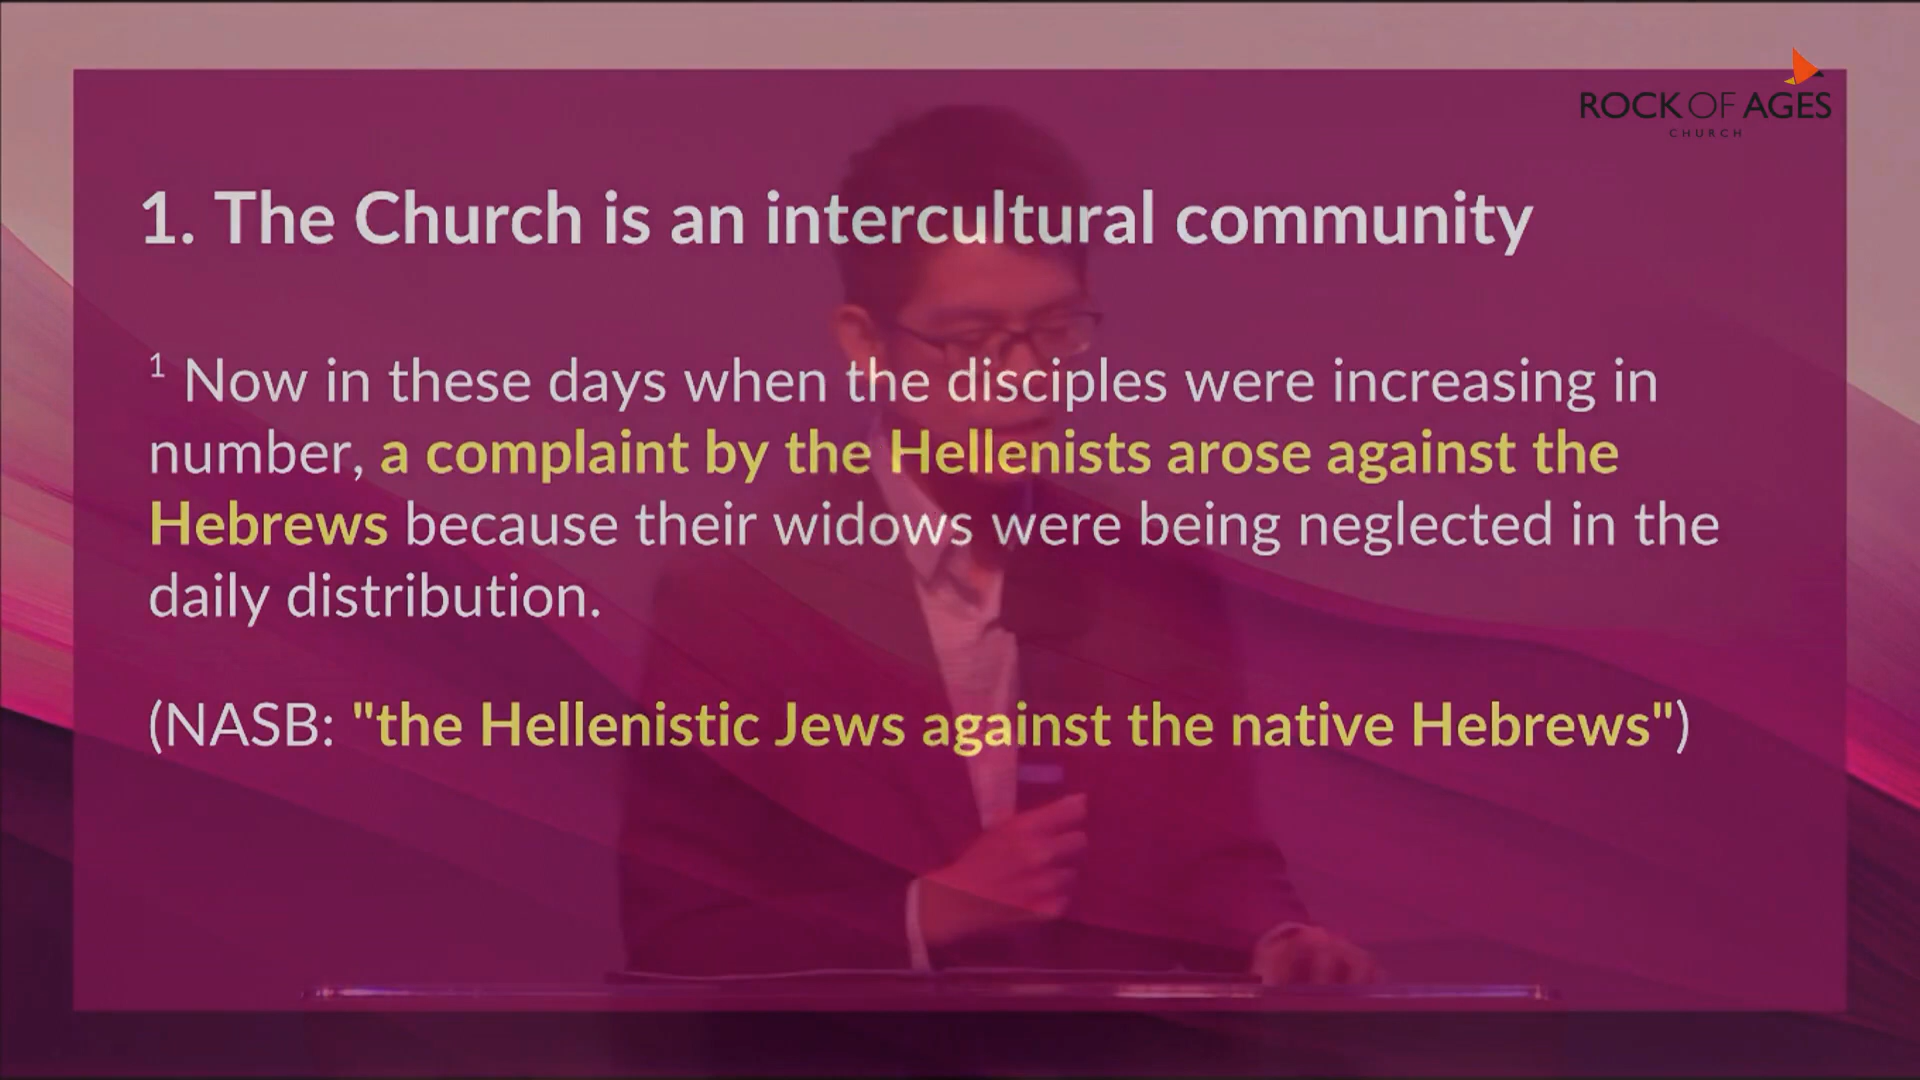 ROCK OF AGES
CHURCH
1. The Church is an intercultural community
1 Now in these days when the disciples were increasing in
number, a complaint by the Hellenists arose against the
Hebrews because their widows were being neglected in the
daily distribution.
(NASB: "the Hellenistic Jews against the native Hebrews")